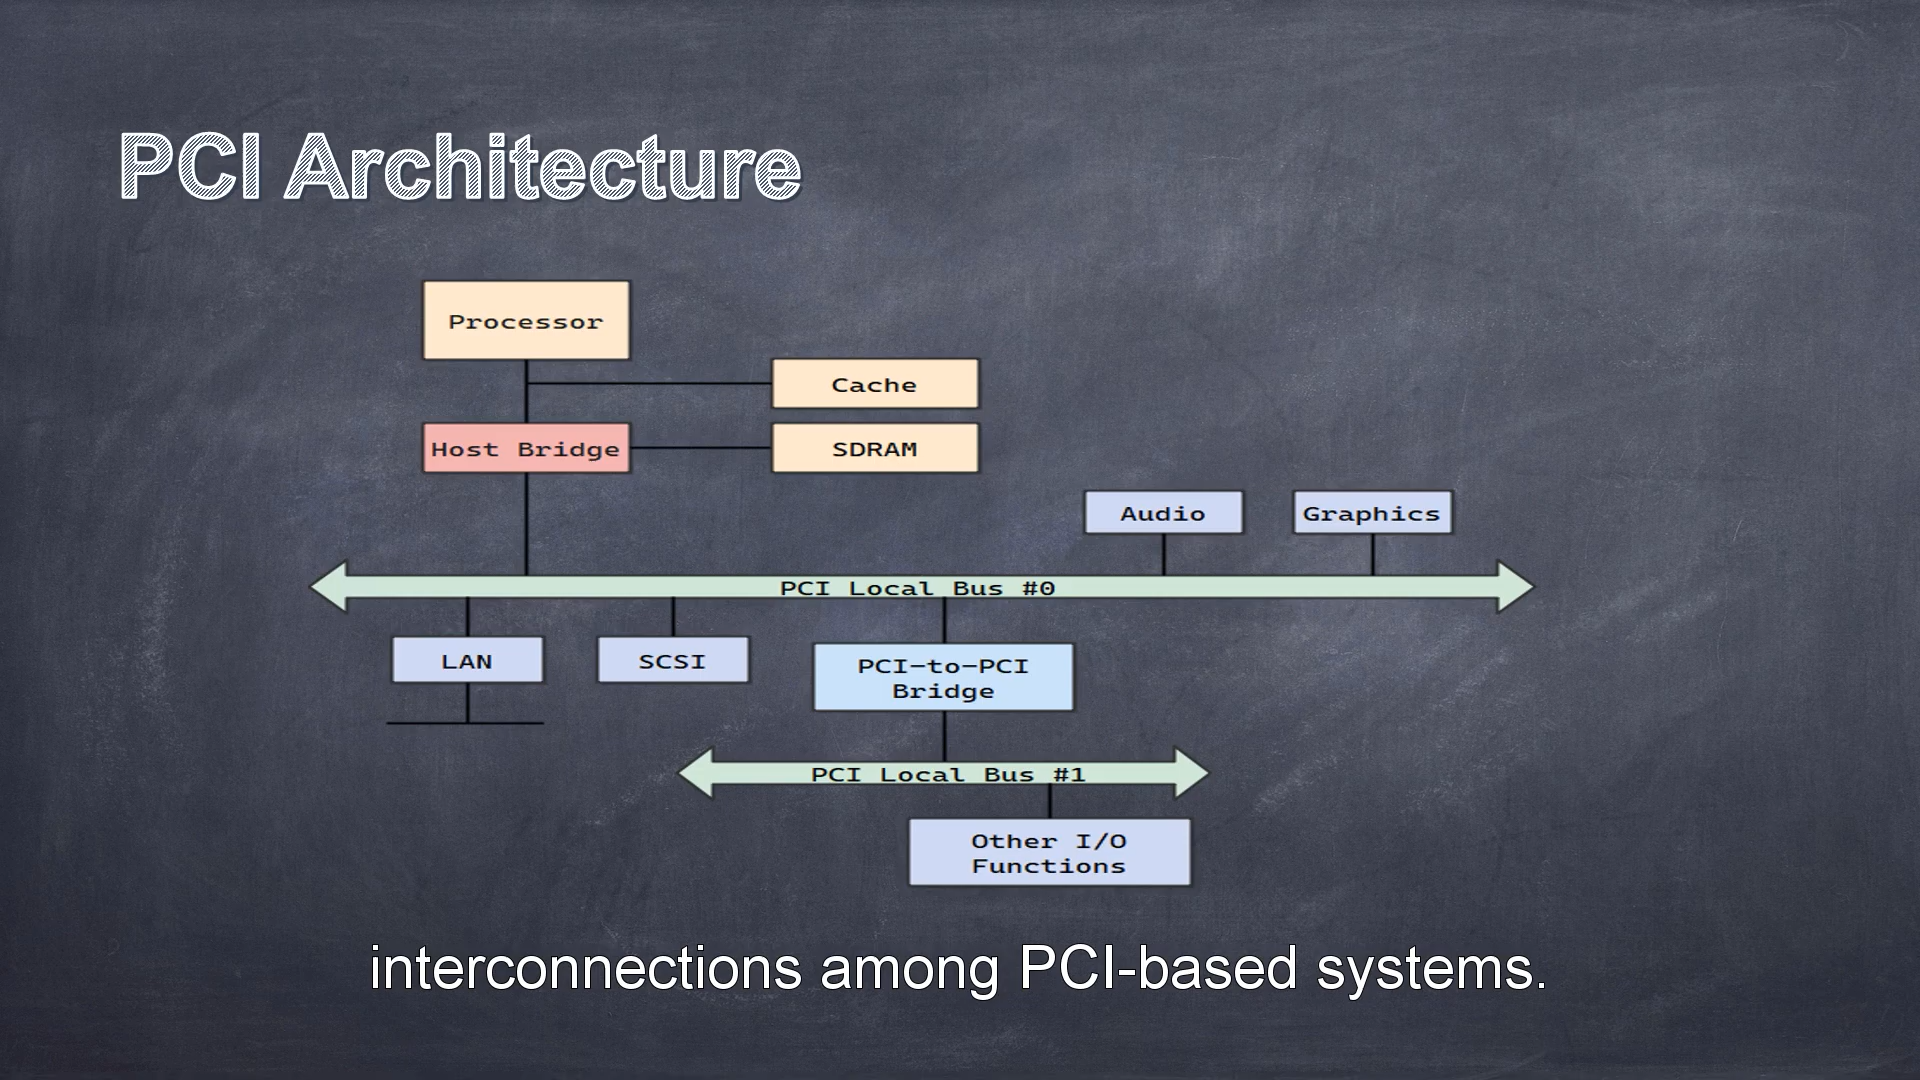 PCI Architecture
Processor
Cache
Host Bridge
SDRAM
Audio
Graphics
PCI Local Bus #0
LAN
SCSI
PCI-to-PCI
Bridge
PCI Local Bus #1
Other I/O
Functions
interconnections among PCI-based systems.